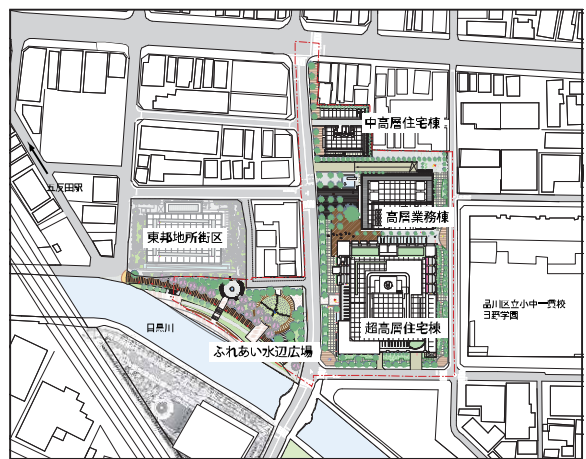 中高層住宅棟
五反田駅
高層業務棟
東邦地所街区
品川区立小中一貫校
日野学園
目黒川
超高層住宅棟
ふれあい水辺広場